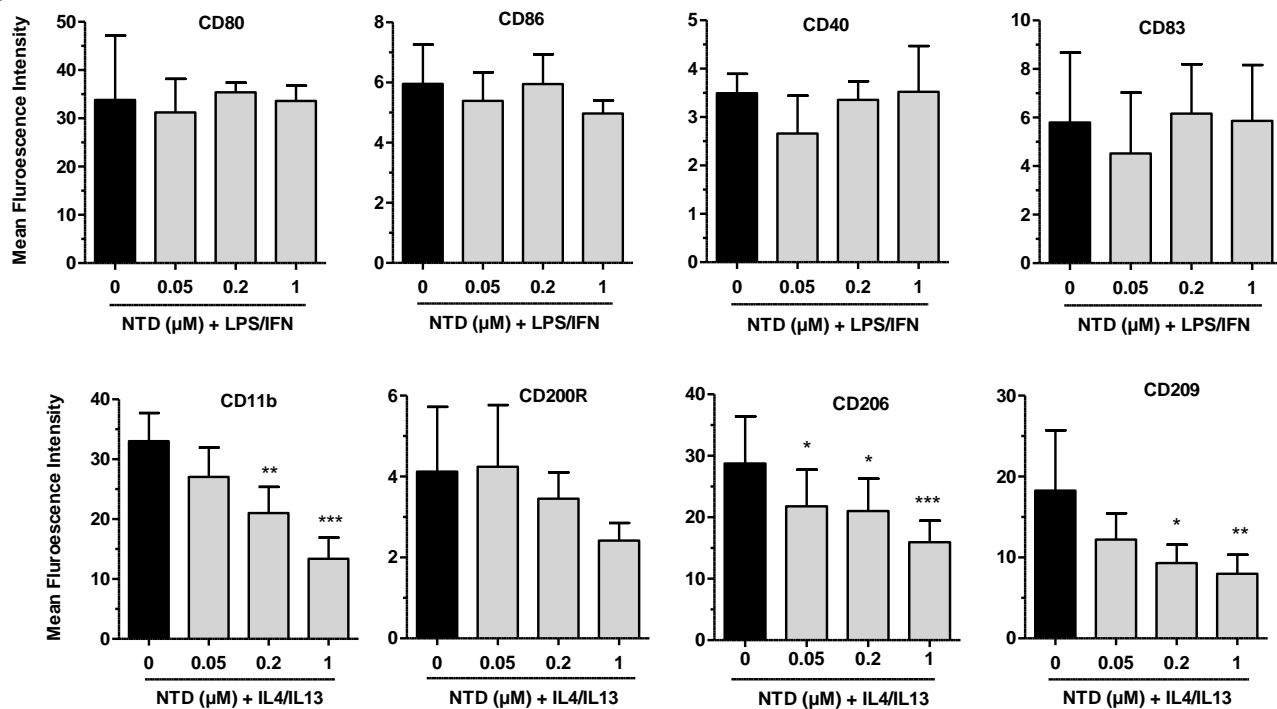 CD80
CD86
CD40
CD83
Mean Fluroescence Intensity
50
40
30
20
10
0
8
6
4
2
0
5
4
3
2
1
0
10
8
6
4
2
0
0 0.05 0.2 1
0 0.05 0.2 1
0 0.05 0.2 1
0 0.05 0.2 1
NTD (µM) + LPS/IFN
NTD (µM) + LPS/IFN
NTD (µM) + LPS/IFN
NTD (µM) + LPS/IFN
CD11b
CD200R
CD206
CD209
Mean Fluroescence Intensity
40
30
20
10
0
** ***
6
4
2
0
40
30
20
10
0
* * ***
30
20
10
0
* **
0 0.05 0.2 1
0 0.05 0.2 1
0 0.05 0.2 1
0 0.05 0.2 1
NTD (µM) + IL4/IL13
NTD (µM) + IL4/IL13
NTD (µM) + IL4/IL13
NTD (µM) + IL4/IL13